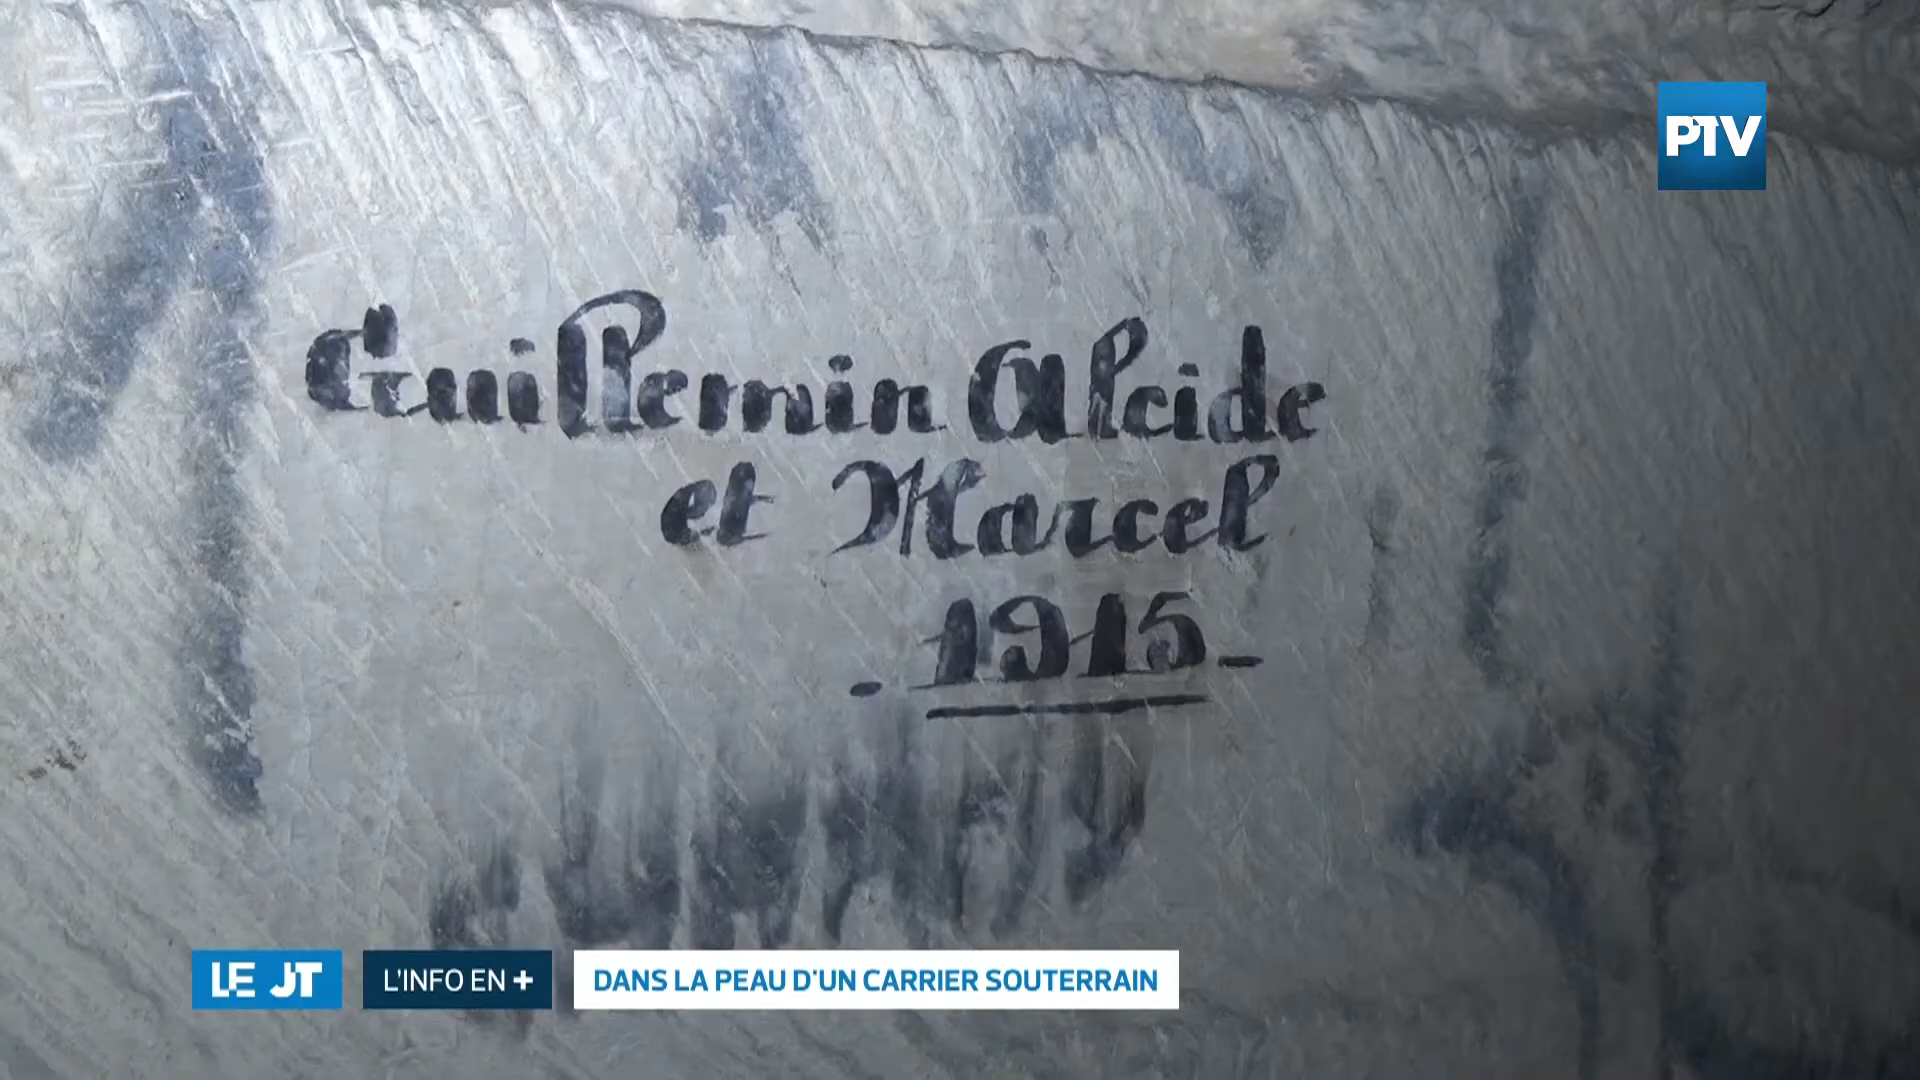 PTV
Guillemin Alcide
et Marcel
- 1915 -
LE JT
L'INFO EN +
DANS LA PEAU D'UN CARRIER SOUTERRAIN